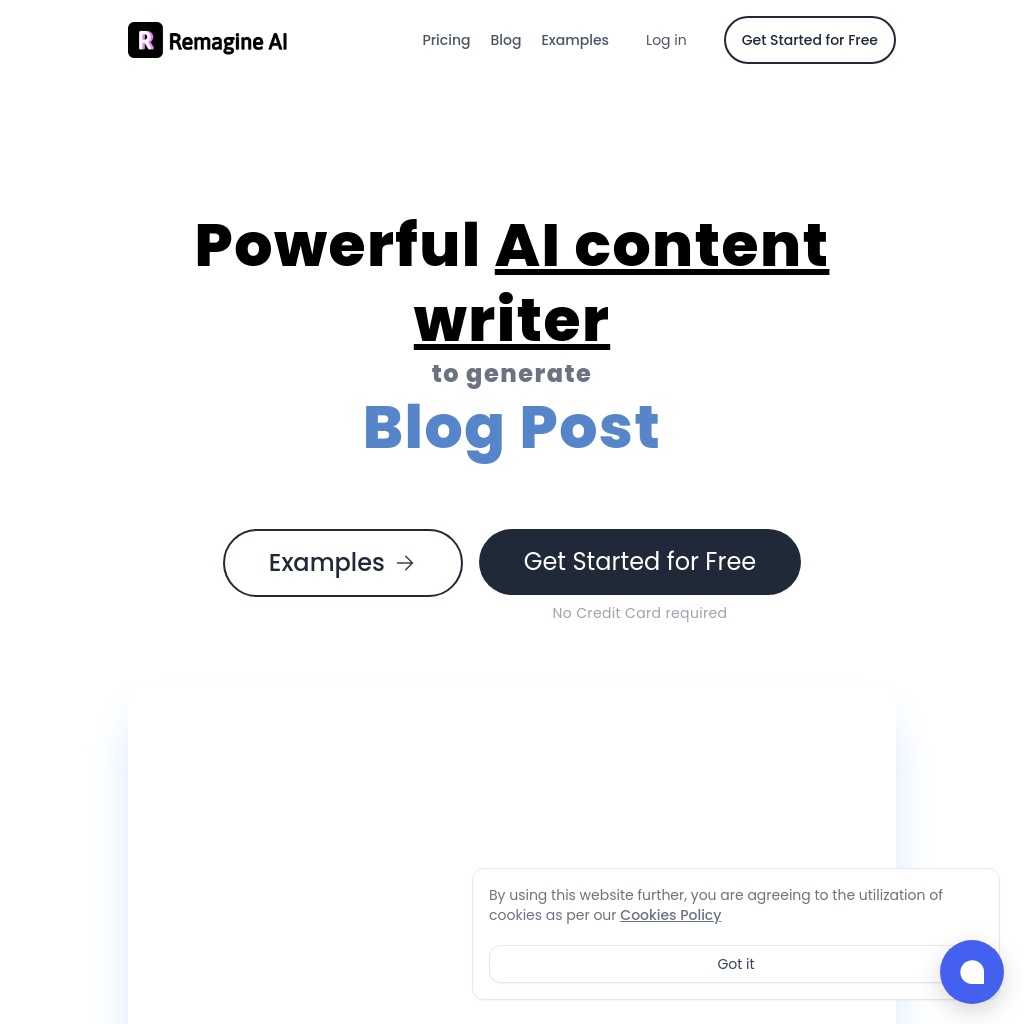 R Remagine AI
Pricing Blog Examples Log in Get Started for Free
Powerful AI content
writer
to generate
Blog Post
Examples → Get Started for Free
No Credit Card required
By using this website further, you are agreeing to the utilization of
cookies as per our Cookies Policy
Got it